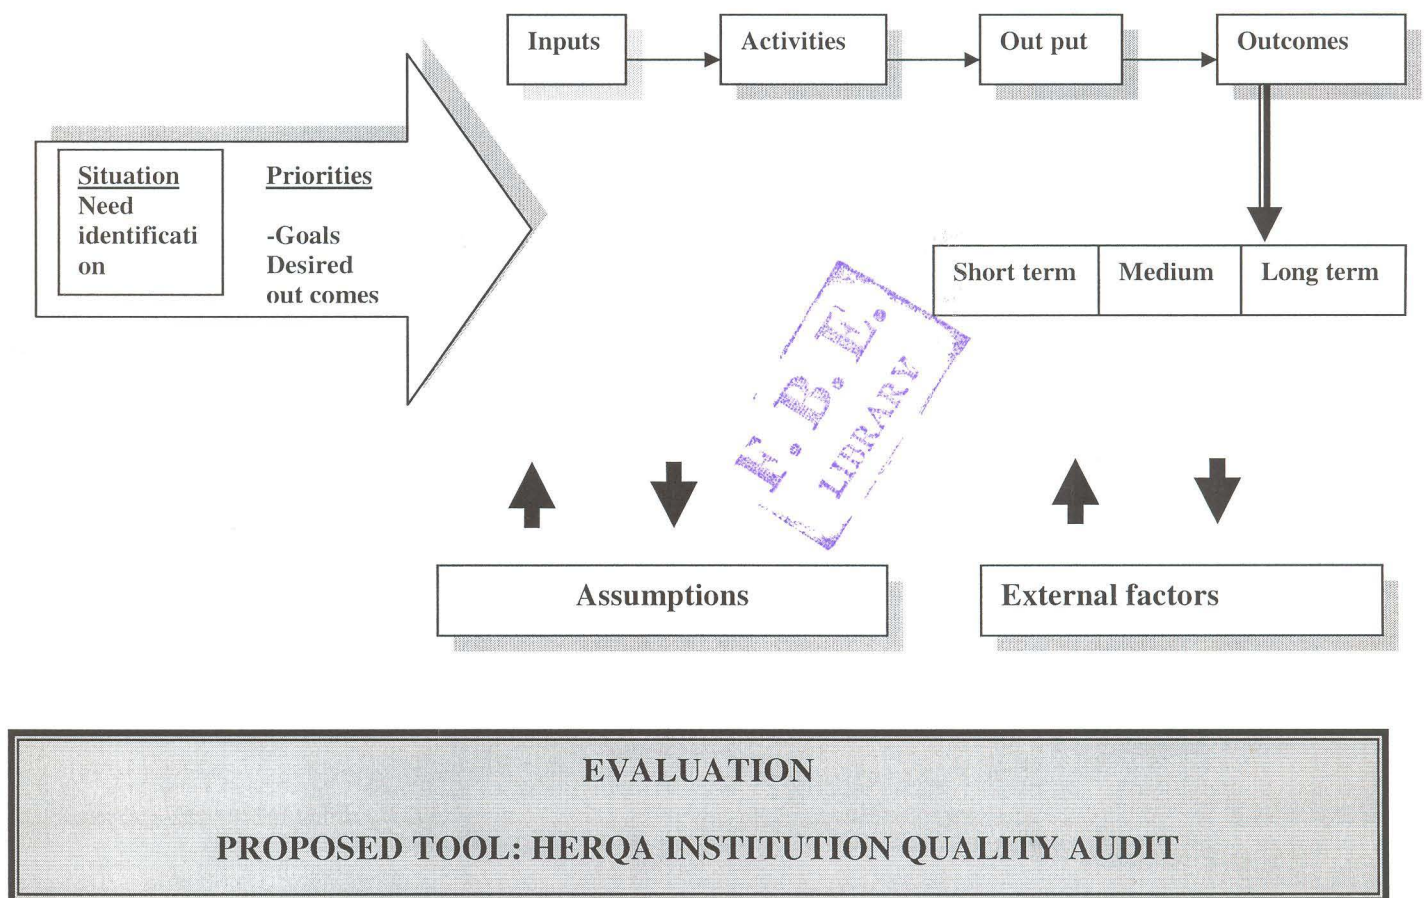 Inputs
Activities
Out put
Outcomes
Situation
Need
identificati
on
Priorities
-Goals
Desired
out comes
Short term
Medium
Long term
F. B. E.
LIBRARY
Assumptions
External factors
EVALUATION
PROPOSED TOOL: HERQA INSTITUTION QUALITY AUDIT